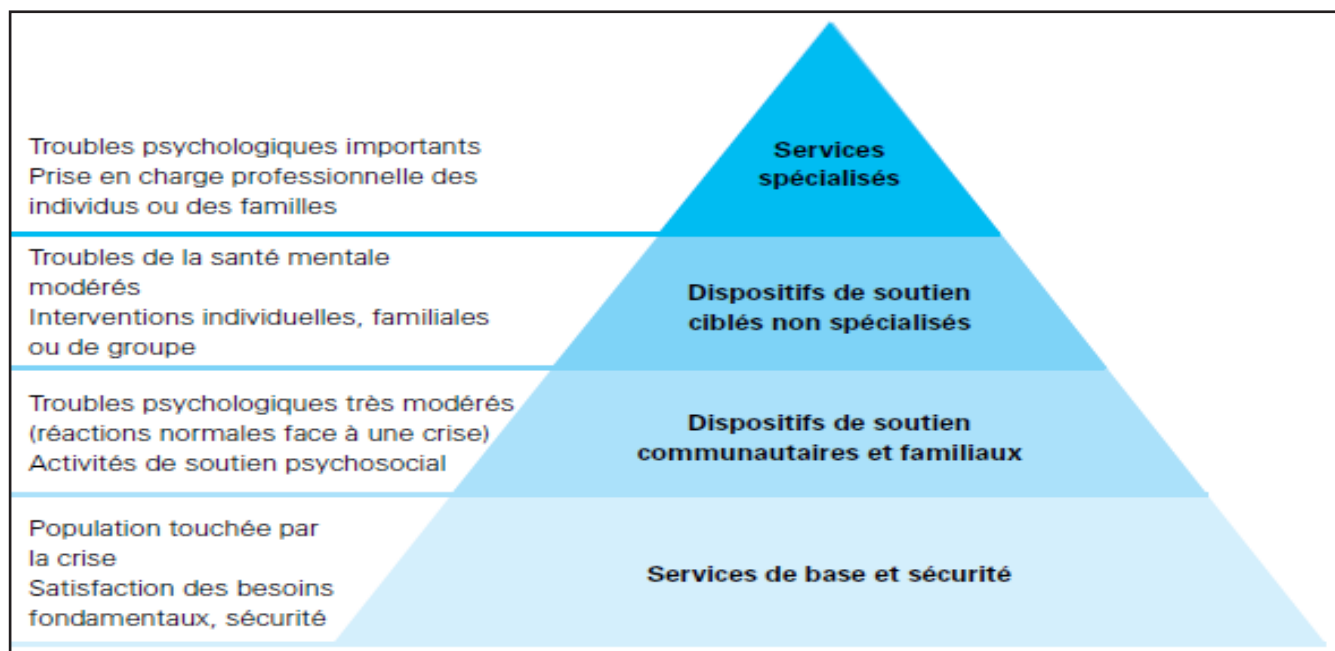 Troubles psychologiques importants
Prise en charge professionnelle des
individus ou des familles
Services
spécialisés
Troubles de la santé mentale
modérés
Interventions individuelles, familiales
ou de groupe
Dispositifs de soutien
ciblés non spécialisés
Troubles psychologiques très modérés
(réactions normales face à une crise)
Activités de soutien psychosocial
Dispositifs de soutien
communautaires et familiaux
Population touchée par
la crise
Satisfaction des besoins
fondamentaux, sécurité
Services de base et sécurité